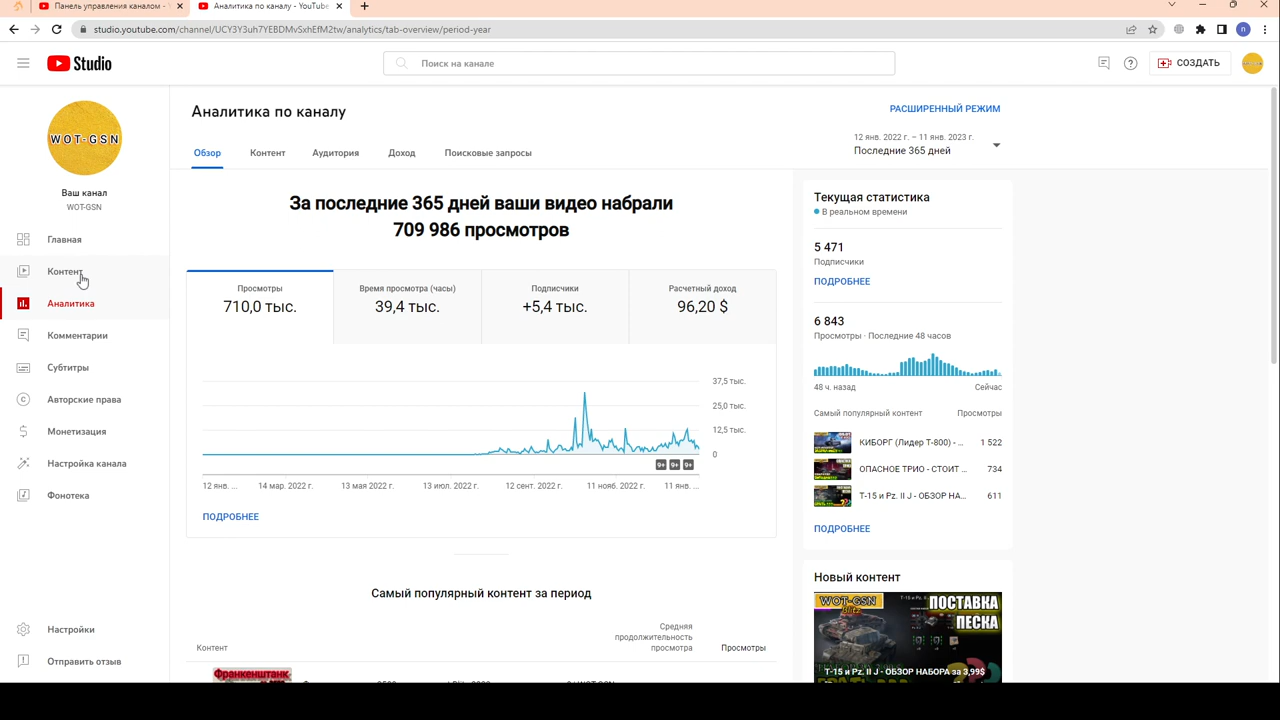 Панель управления каналом – Y
Аналитика по каналу - YouTube
studio.youtube.com/channel/UCY3Y3uh7YEBDMvSxhEfM2tw/analytics/tab-overview/period-year
n
Studio
Поиск на канале
СОЗДАТЬ
WOT-GSN
Ваш канал
WOT-GSN
Главная
Контент
Аналитика
Комментарии
Субтитры
Авторские права
Монетизация
Настройка канала
Фонотека
Настройки
Отправить отзыв
Аналитика по каналу
РАСШИРЕННЫЙ РЕЖИМ
Обзор
Контент
Аудитория
Доход
Поисковые запросы
12 янв. 2022 г. – 11 янв. 2023 г.
Последние 365 дней
За последние 365 дней ваши видео набрали
709 986 просмотров
Просмотры
710,0 тыс.
Время просмотра (часы)
39,4 тыс.
Подписчики
+5,4 тыс.
Расчетный доход
96,20 $
37,5 тыс.
25,0 тыс.
12,5 тыс.
0
9+ 9+ 9+
12 янв. ...
14 мар. 2022 г.
13 мая 2022 г.
13 июл. 2022 г.
12 сент. 2022 г.
11 нояб. 2022 г.
11 янв. ...
ПОДРОБНЕЕ
Самый популярный контент за период
Контент
Средняя
продолжительность
просмотра
Просмотры
Франкенштанк
Текущая статистика
В реальном времени
5 471
Подписчики
ПОДРОБНЕЕ
6 843
Просмотры · Последние 48 часов
48 ч. назад
Сейчас
Самый популярный контент
Просмотры
КИБОРГ (Лидер Т-800) - ...
1 522
ОПАСНОЕ ТРИО - СТОИТ ...
734
Т-15 и Pz. II J - ОБЗОР НА...
611
ПОДРОБНЕЕ
Новый контент
WOT-GSN
blitz
ПОСТАВКА
ПЕСКА
Т-15 и Pz. II J - ОБЗОР НАБОРА за 3,99$